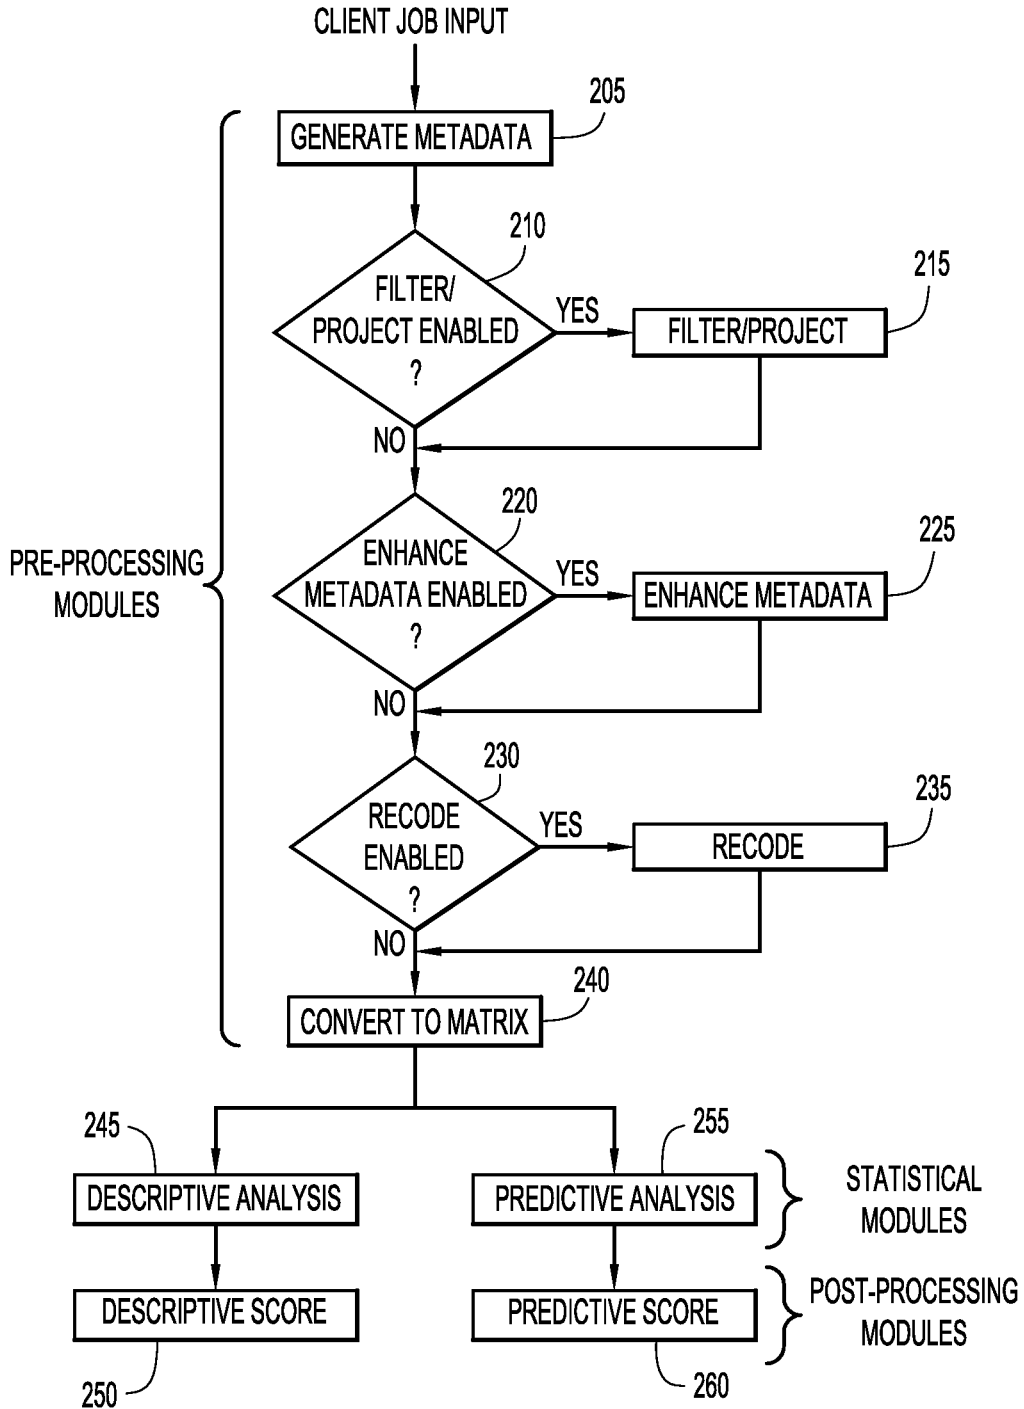 CLIENT JOB INPUT
205
GENERATE METADATA
210
FILTER/
PROJECT ENABLED
?
YES
215
FILTER/PROJECT
NO
220
ENHANCE
METADATA ENABLED
?
YES
225
ENHANCE METADATA
PRE-PROCESSING
MODULES
NO
230
RECODE
ENABLED
?
YES
235
RECODE
NO
240
CONVERT TO MATRIX
245
DESCRIPTIVE ANALYSIS
255
PREDICTIVE ANALYSIS
STATISTICAL
MODULES
DESCRIPTIVE SCORE
250
PREDICTIVE SCORE
260
POST-PROCESSING
MODULES